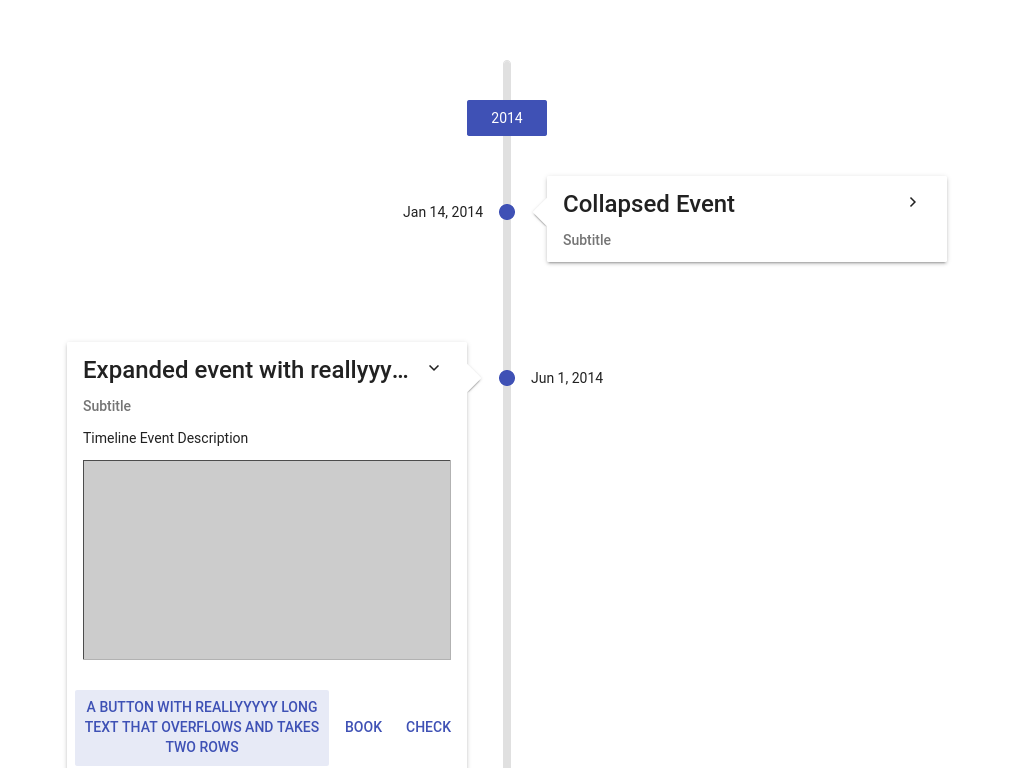 2014
Jan 14, 2014
Collapsed Event
Subtitle
Expanded event with reallyyy…
Jun 1, 2014
Subtitle
Timeline Event Description
A BUTTON WITH REALLYYYYY LONG
TEXT THAT OVERFLOWS AND TAKES
TWO ROWS
BOOK
CHECK